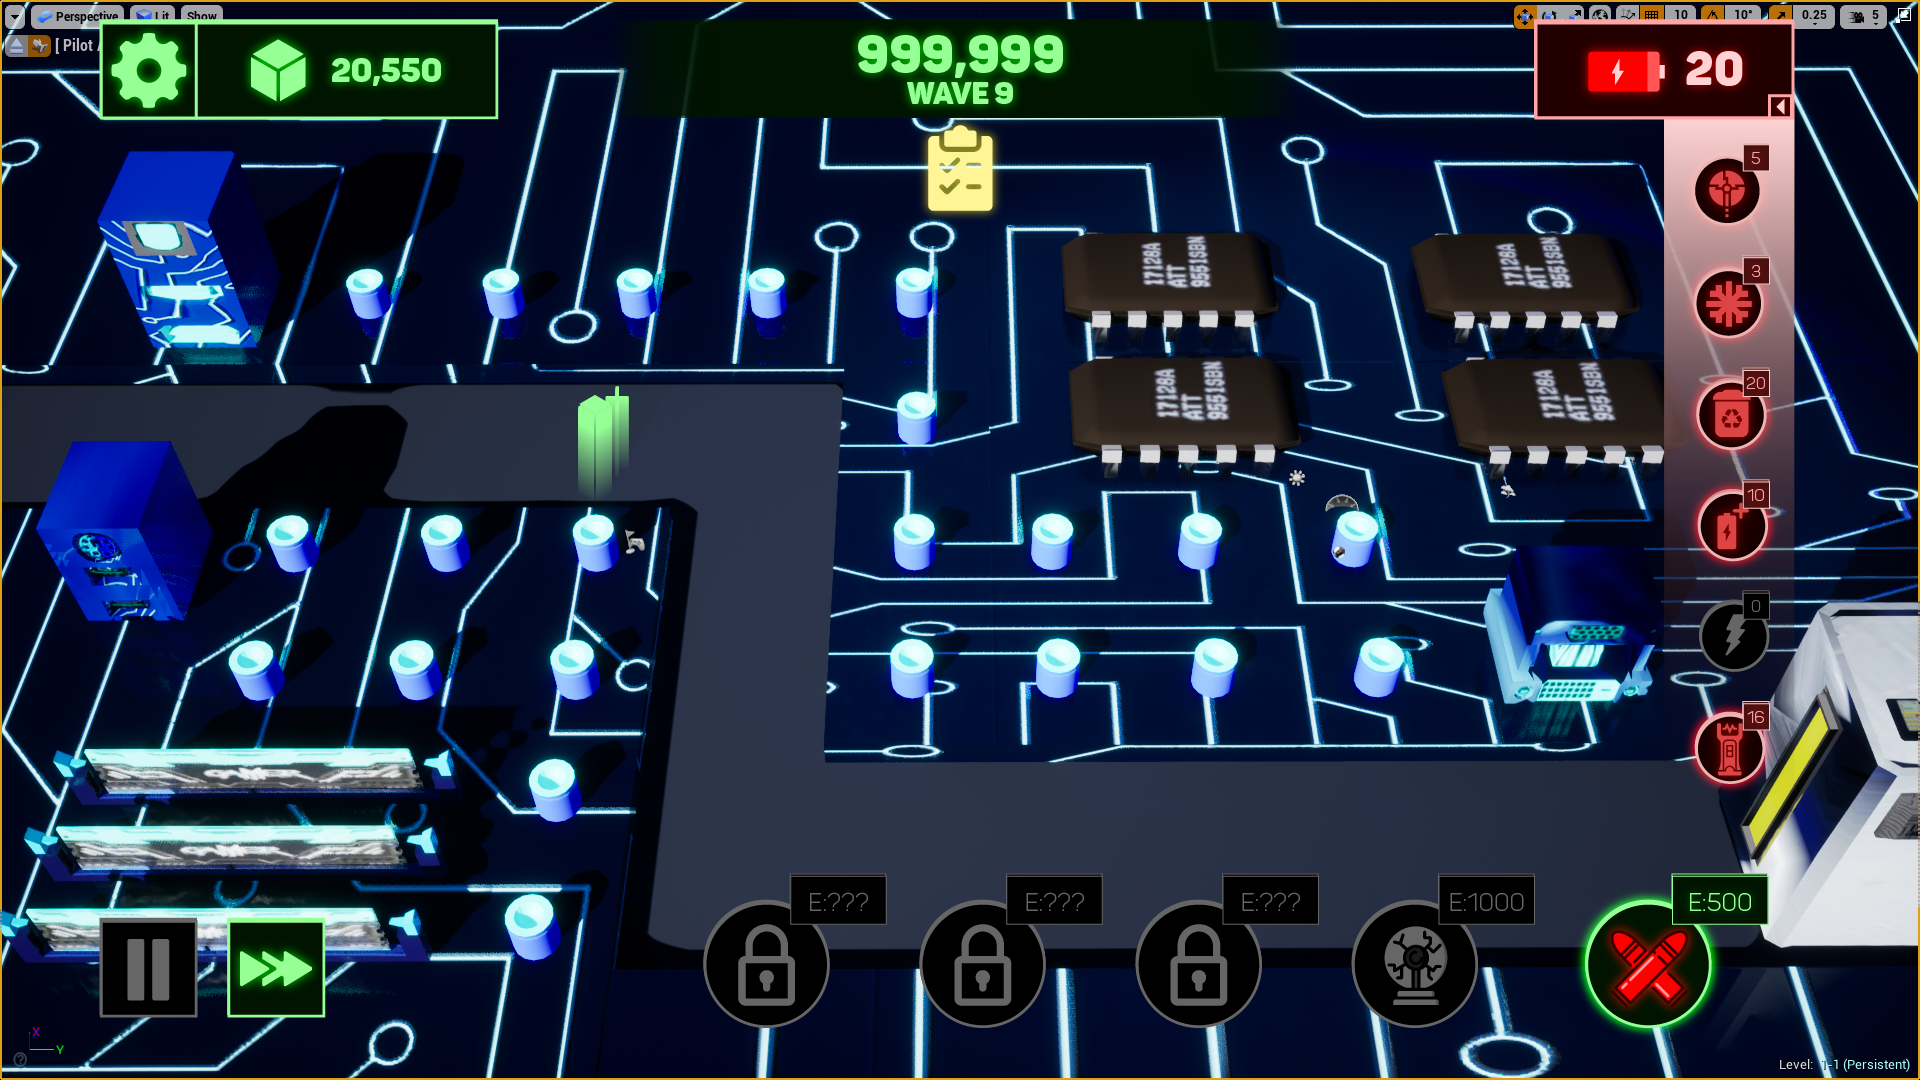 Perspective
Lit
Show
10
10°
0.25
5
[ Pilot
20,550
999,999
WAVE 9
20
5
3
20
10
0
16
17128A
ATT
9551SBN
17128A
ATT
9551SBN
17128A
ATT
9551SBN
17128A
ATT
9551SBN
E:???
E:???
E:???
E:1000
E:500
X
Y
Level: 1-1 (Persistent)